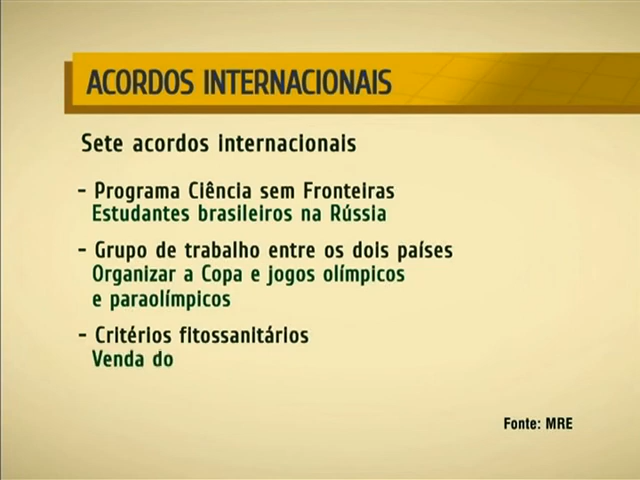 ACORDOS INTERNACIONAIS
Sete acordos internacionais
- Programa Ciência sem Fronteiras
Estudantes brasileiros na Rússia
- Grupo de trabalho entre os dois países
Organizar a Copa e jogos olímpicos
e paraolímpicos
- Critérios fitossanitários
Venda do
Fonte: MRE